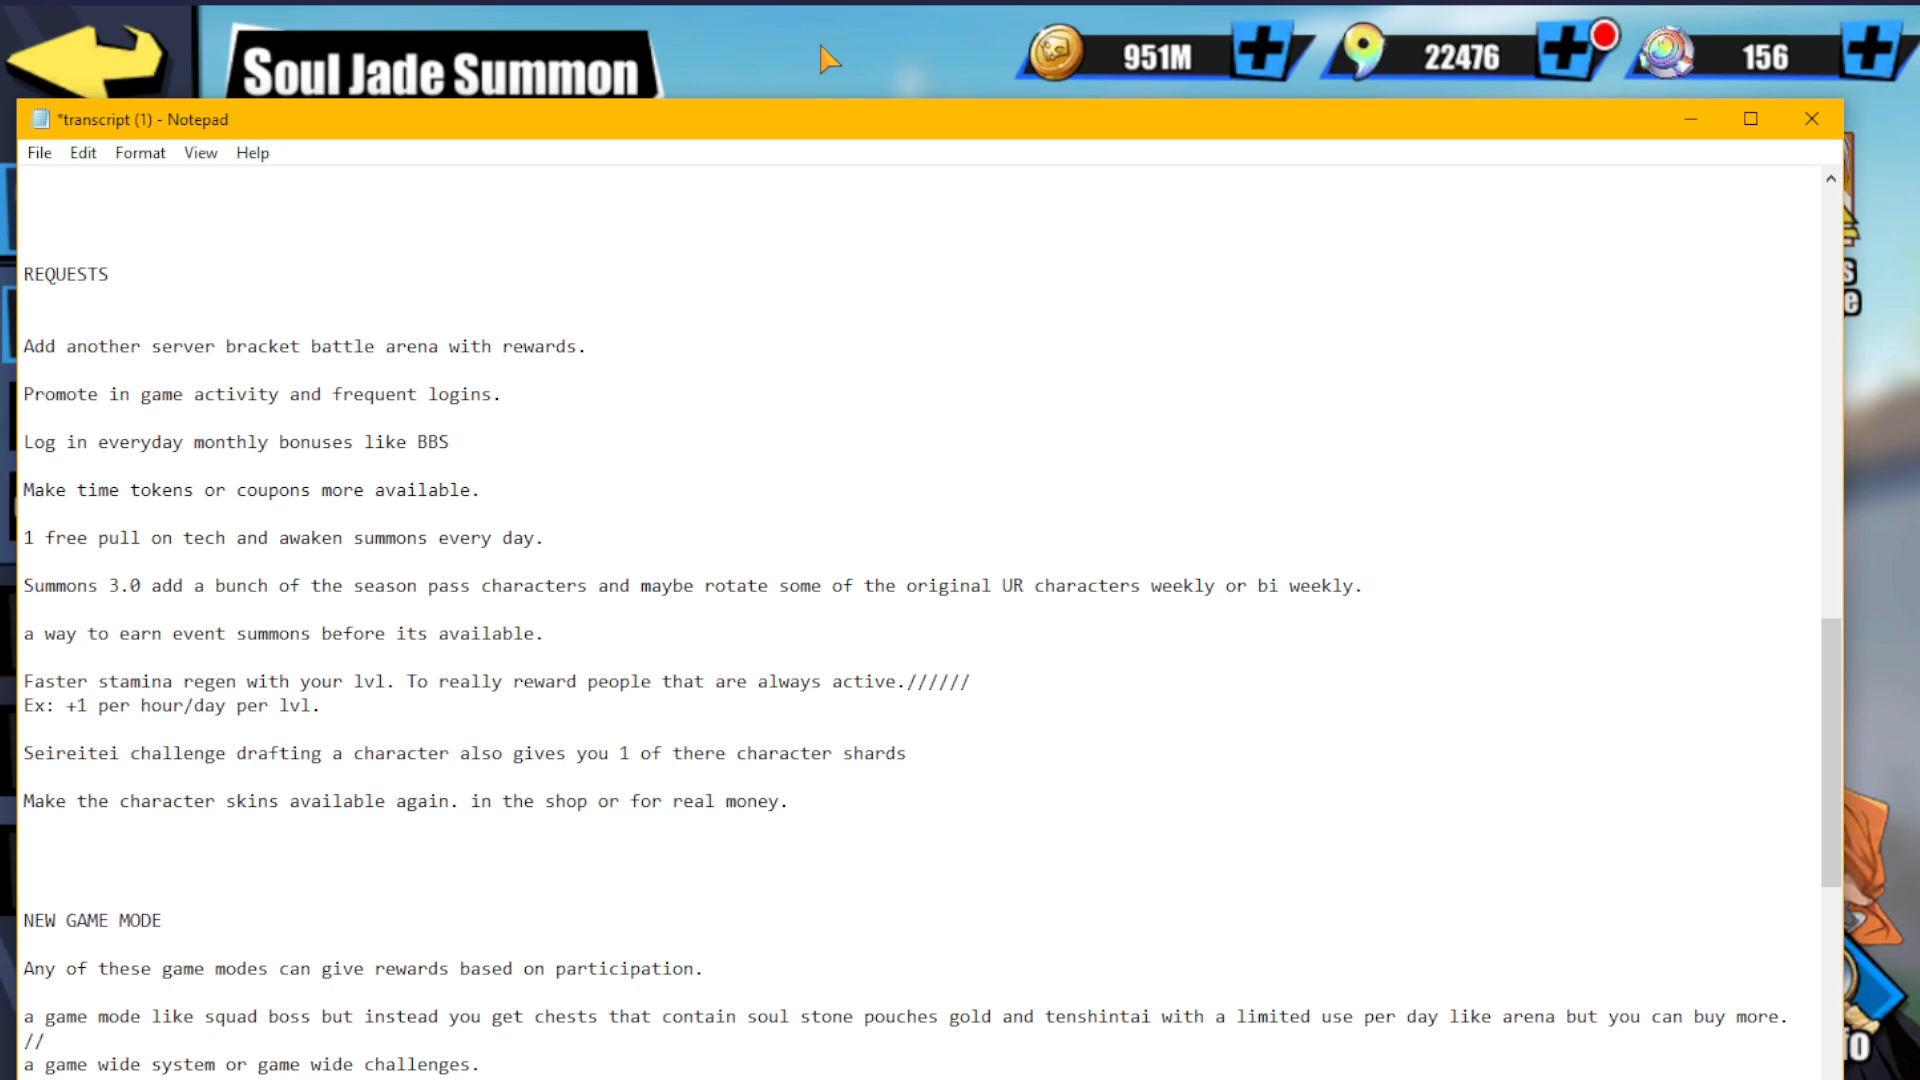 Soul Jade Summon
951M
22476
156
*transcript (1) - Notepad
File Edit Format View Help
REQUESTS
Add another server bracket battle arena with rewards.
Promote in game activity and frequent logins.
Log in everyday monthly bonuses like BBS
Make time tokens or coupons more available.
1 free pull on tech and awaken summons every day.
Summons 3.0 add a bunch of the season pass characters and maybe rotate some of the original UR characters weekly or bi weekly.
a way to earn event summons before its available.
Faster stamina regen with your lvl. To really reward people that are always active.//////
Ex: +1 per hour/day per lvl.
Seireitei challenge drafting a character also gives you 1 of there character shards
Make the character skins available again. in the shop or for real money.
NEW GAME MODE
Any of these game modes can give rewards based on participation.
a game mode like squad boss but instead you get chests that contain soul stone pouches gold and tenshintai with a limited use per day like arena but you can buy more.
//
a game wide system or game wide challenges.